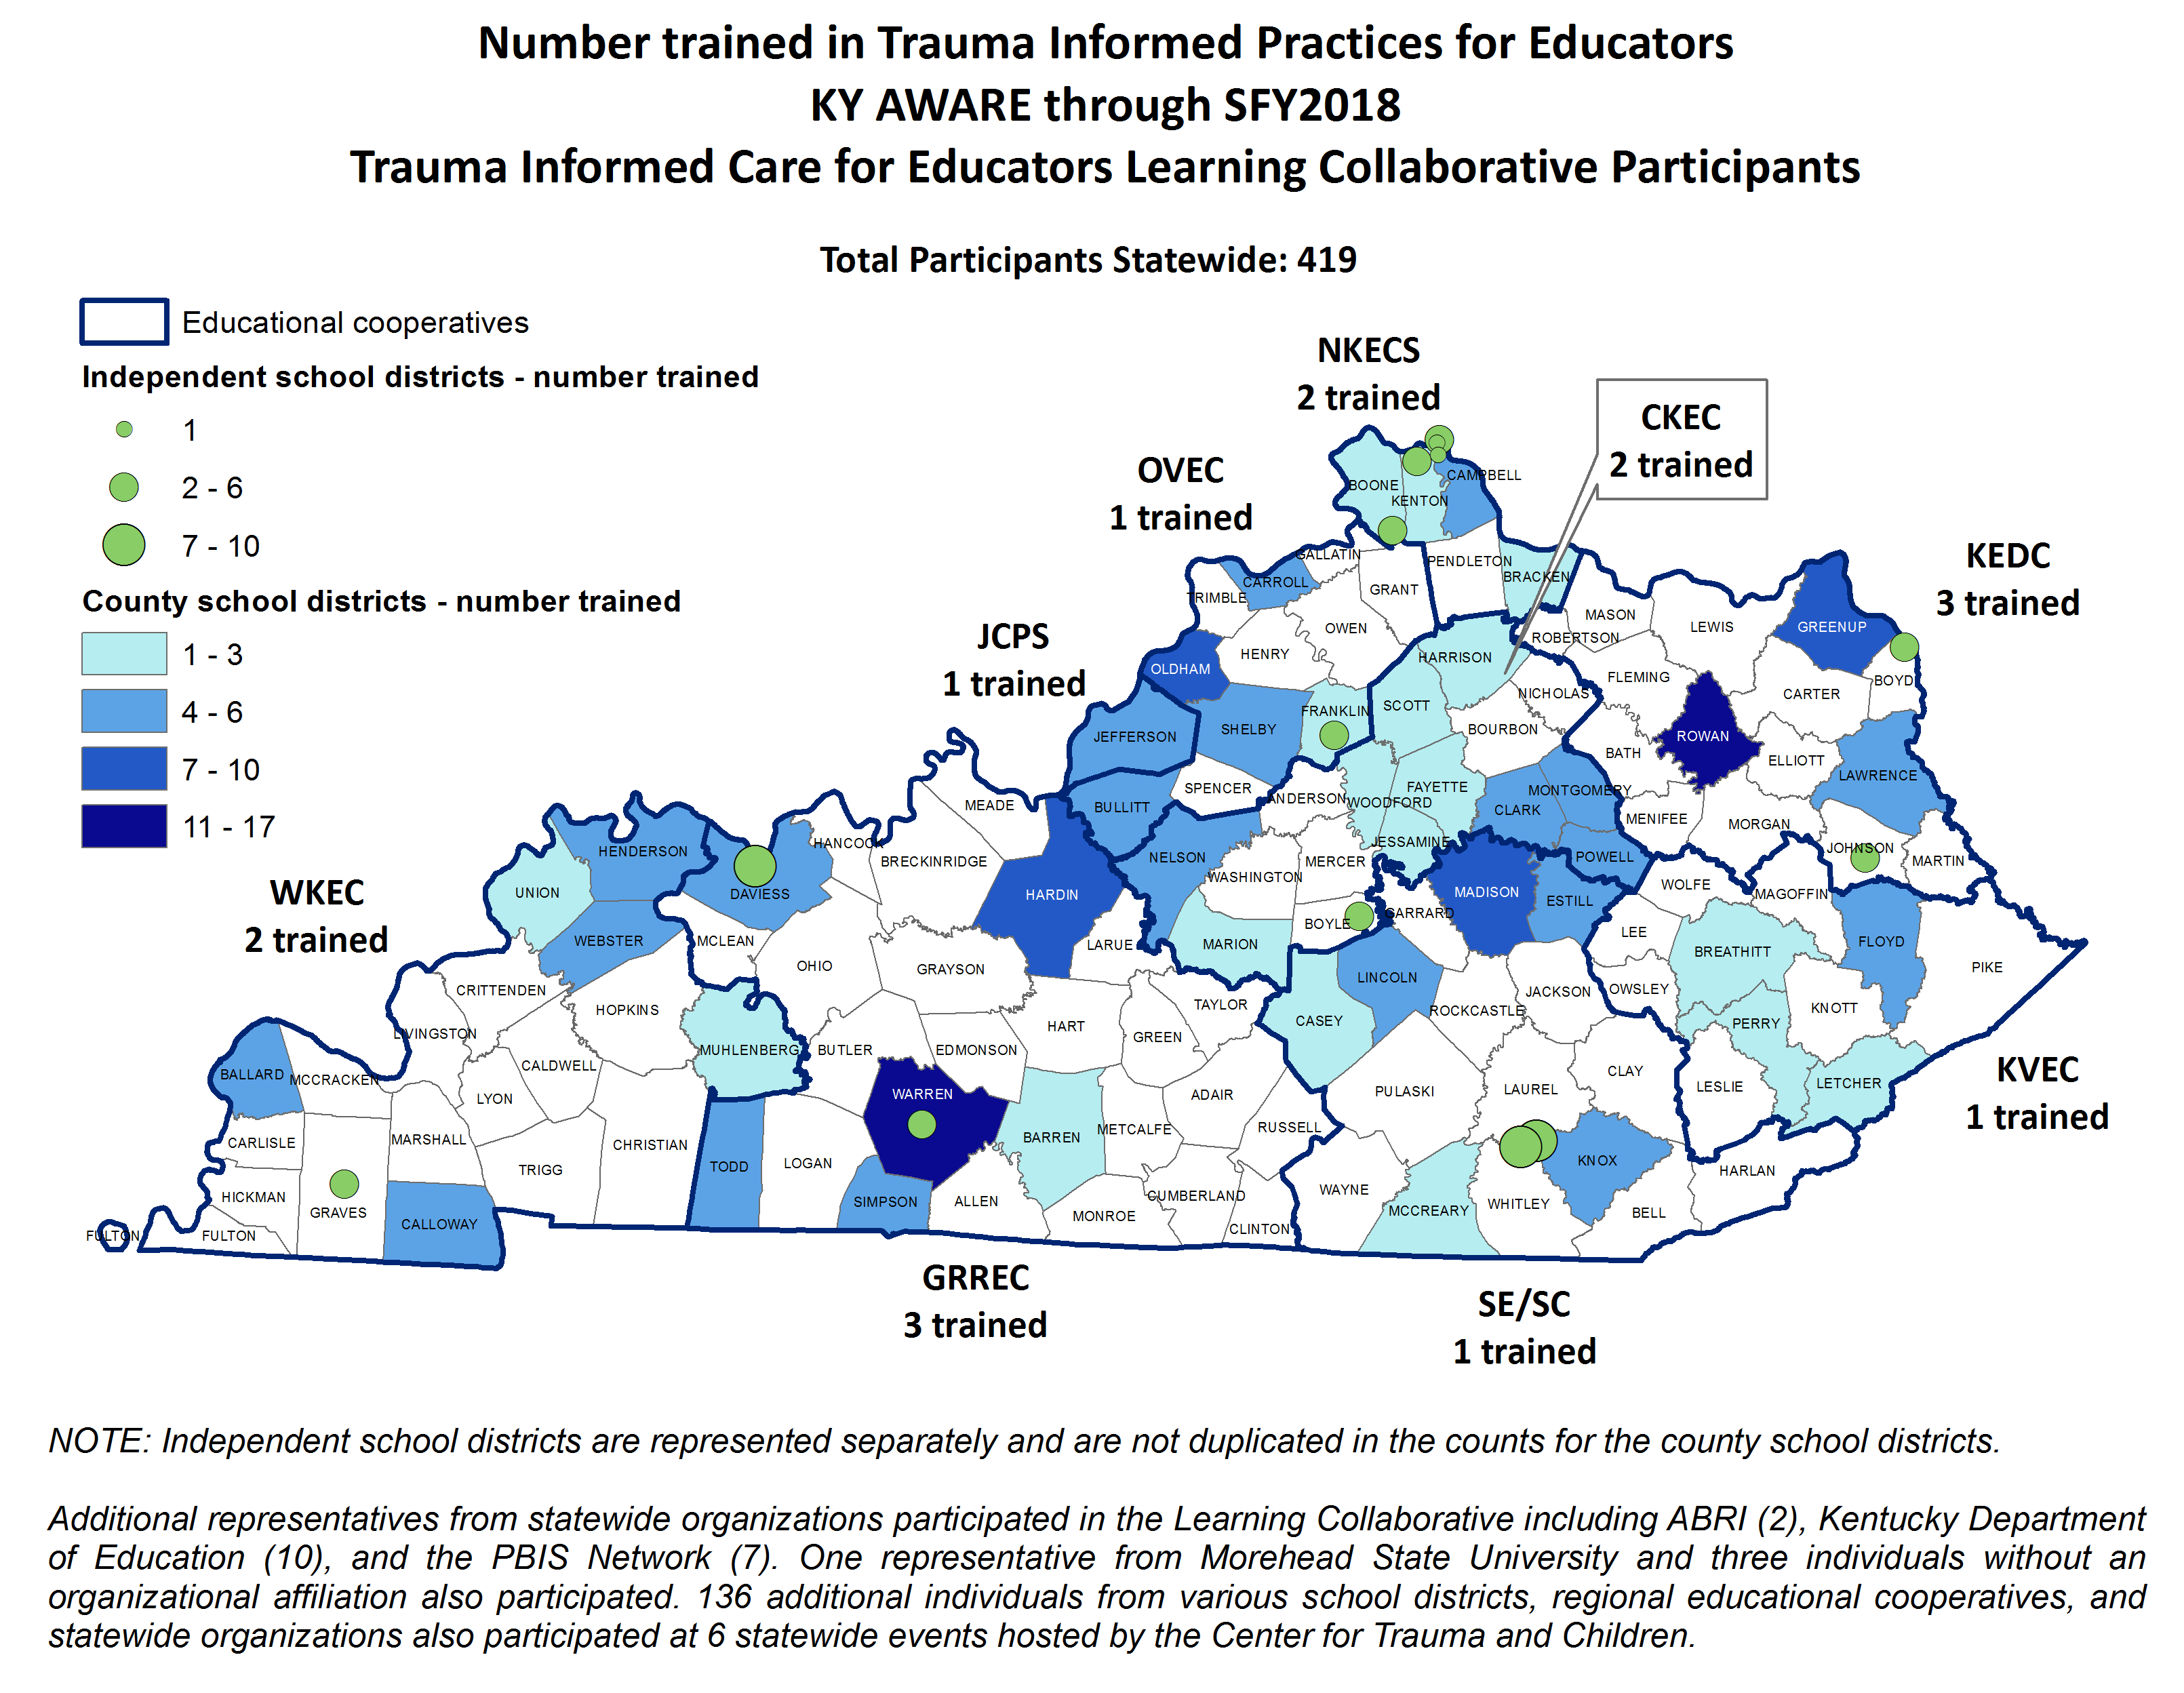 Number trained in Trauma Informed Practices for Educators
KY AWARE through SFY2018
Trauma Informed Care for Educators Learning Collaborative Participants
Total Participants Statewide: 419
Educational cooperatives
Independent school districts - number trained
1
2 - 6
7 - 10
County school districts - number trained
1 - 3
4 - 6
7 - 10
11 - 17
NKECS
2 trained
CKEC
2 trained
OVEC
1 trained
KEDC
3 trained
JCPS
1 trained
WKEC
2 trained
KVEC
1 trained
GRREC
3 trained
SE/SC
1 trained
BOONE
KENTON
CAMPBELL
GALLATIN
CARROLL
TRIMBLE
GRANT
PENDLETON
BRACKEN
MASON
ROBERTSON
LEWIS
GREENUP
OWEN
HENRY
OLDHAM
HARRISON
FLEMING
CARTER
BOYD
NICHOLAS
SCOTT
FRANKLIN
SHELBY
JEFFERSON
BOURBON
BATH
ROWAN
ELLIOTT
LAWRENCE
SPENCER
ANDERSON
WOODFORD
FAYETTE
CLARK
MONTGOMERY
MENIFEE
MORGAN
BULLITT
MEADE
HANCOCK
BRECKINRIDGE
JESSAMINE
POWELL
JOHNSON
MARTIN
NELSON
WASHINGTON
MERCER
MADISON
ESTILL
WOLFE
MAGOFFIN
HENDERSON
UNION
DAVIESS
HARDIN
LARUE
MARION
BOYLE
GARRARD
LEE
BREATHITT
FLOYD
PIKE
WEBSTER
MCLEAN
OHIO
GRAYSON
LINCOLN
ROCKCASTLE
JACKSON
OWSLEY
KNOTT
CRITTENDEN
HOPKINS
TAYLOR
CASEY
PERRY
LIVINGSTON
MUHLENBERG
BUTLER
EDMONSON
HART
GREEN
CALDWELL
LYON
BALLARD
MCCRACKEN
WARREN
ADAIR
PULASKI
LAUREL
CLAY
LESLIE
LETCHER
CARLISLE
MARSHALL
CHRISTIAN
BARREN
METCALFE
RUSSELL
TRIGG
TODD
LOGAN
KNOX
HARLAN
HICKMAN
GRAVES
CALLOWAY
SIMPSON
ALLEN
MONROE
CUMBERLAND
CLINTON
WAYNE
MCCREARY
WHITLEY
BELL
FULTON
FULTON
NOTE: Independent school districts are represented separately and are not duplicated in the counts for the county school districts.
Additional representatives from statewide organizations participated in the Learning Collaborative including ABRI (2), Kentucky Department
of Education (10), and the PBIS Network (7). One representative from Morehead State University and three individuals without an
organizational affiliation also participated. 136 additional individuals from various school districts, regional educational cooperatives, and
statewide organizations also participated at 6 statewide events hosted by the Center for Trauma and Children.